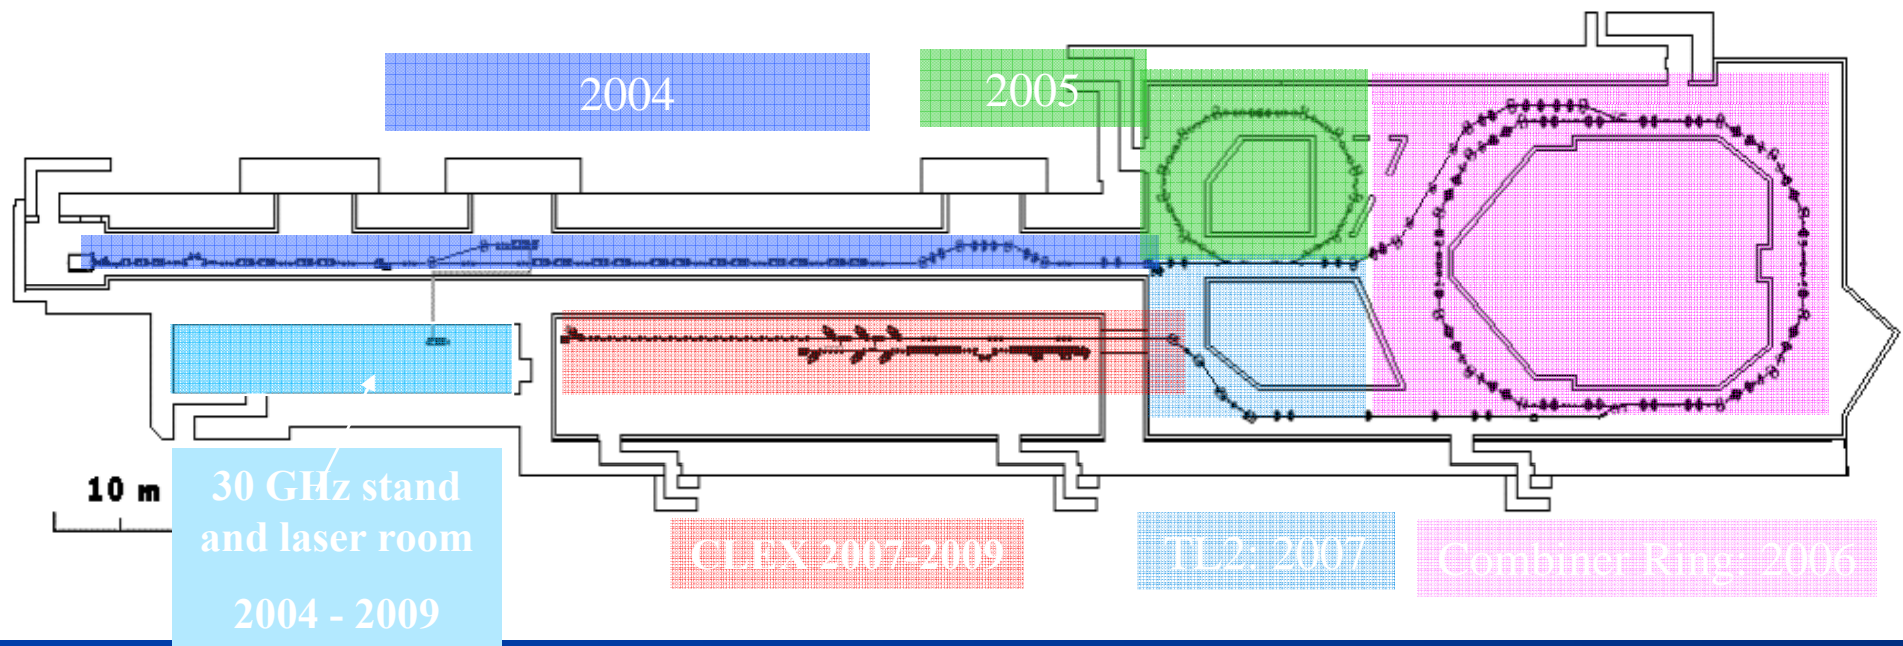 2004
2005
10 m
30 GHz stand
and laser room
2004 - 2009
CLEX 2007-2009
TL2: 2007
Combiner Ring: 2006